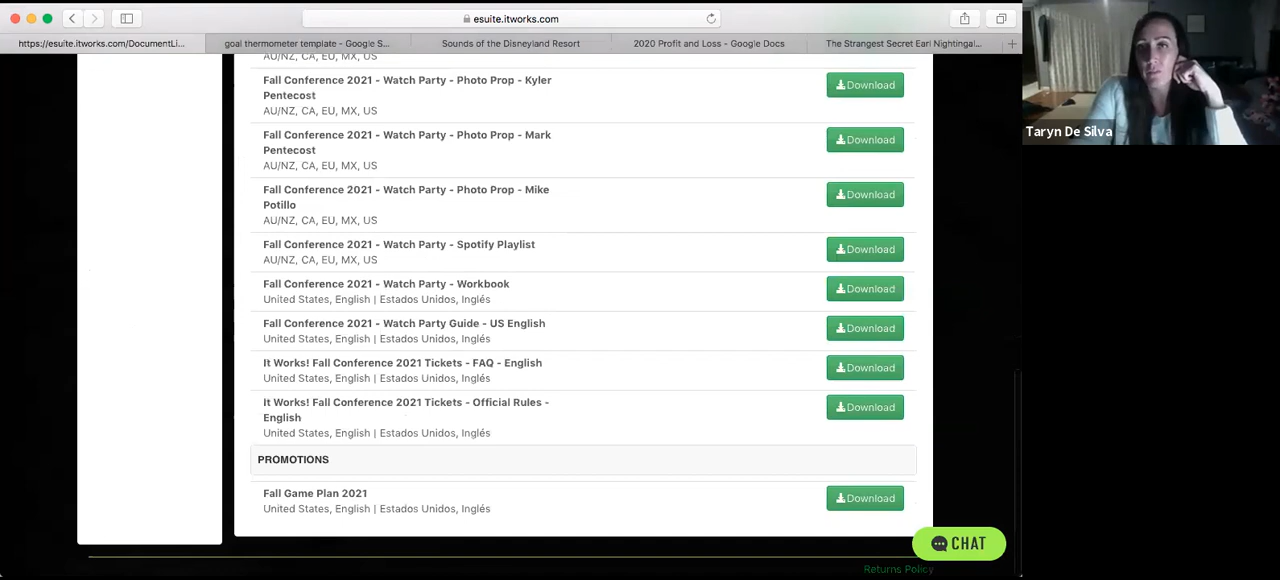 esuite.itworks.com
https://esuite.itworks.com/DocumentLi...
goal thermometer template - Google S...
Sounds of the Disneyland Resort
2020 Profit and Loss - Google Docs
The Strangest Secret Earl Nightingal...
AU/NZ, CA, EU, MX, US
Fall Conference 2021 - Watch Party - Photo Prop - Kyler
Pentecost
AU/NZ, CA, EU, MX, US
Download
Fall Conference 2021 - Watch Party - Photo Prop - Mark
Pentecost
AU/NZ, CA, EU, MX, US
Download
Fall Conference 2021 - Watch Party - Photo Prop - Mike
Potillo
AU/NZ, CA, EU, MX, US
Download
Fall Conference 2021 - Watch Party - Spotify Playlist
AU/NZ, CA, EU, MX, US
Download
Fall Conference 2021 - Watch Party - Workbook
United States, English | Estados Unidos, Inglés
Download
Fall Conference 2021 - Watch Party Guide - US English
United States, English | Estados Unidos, Inglés
Download
It Works! Fall Conference 2021 Tickets - FAQ - English
United States, English | Estados Unidos, Inglés
Download
It Works! Fall Conference 2021 Tickets - Official Rules -
English
United States, English | Estados Unidos, Inglés
Download
PROMOTIONS
Fall Game Plan 2021
United States, English | Estados Unidos, Inglés
Download
CHAT
Returns Policy
Taryn De Silva